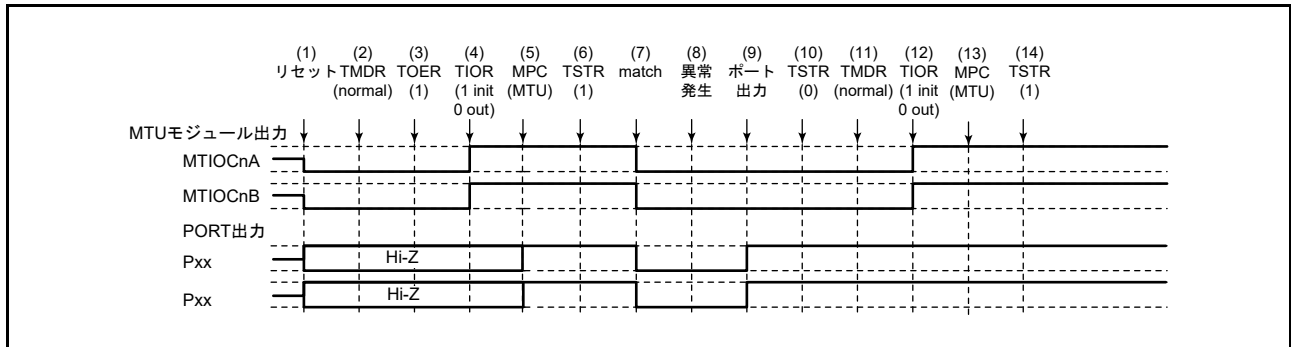 (1) (2) (3) (4) (5) (6) (7) (8) (9) (10) (11) (12) (13) (14)
リセット TMDR TOER TIOR MPC TSTR match 異常 ポート TSTR TMDR TIOR MPC TSTR
(normal) (1) (1 init (MTU) (1) 発生 出力 (0) (normal) (1 init (MTU) (1)
0 out) 0 out)
MTUモジュール出力
MTIOCnA
MTIOCnB
PORT出力
Pxx Hi-Z
Pxx Hi-Z